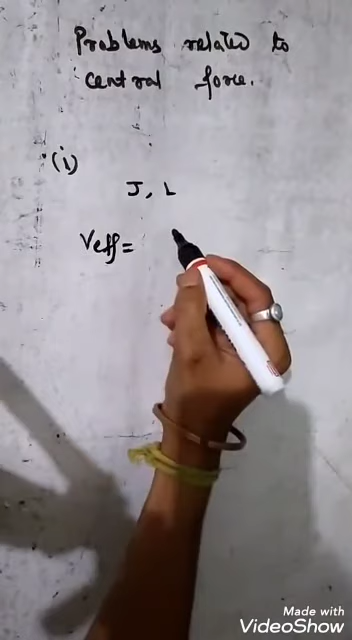 Problems related to
central force.
(i)
J, L
Veff =
Made with
VideoShow